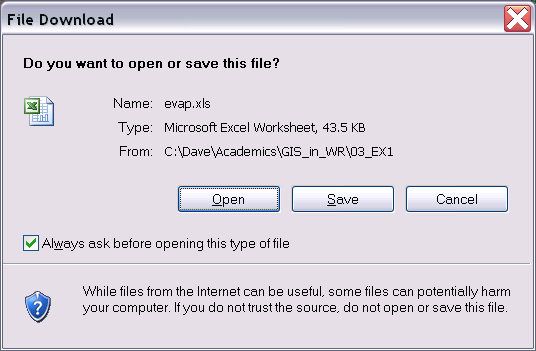 File Download
Do you want to open or save this file?
Name: evap.xls
Type: Microsoft Excel Worksheet, 43.5 KB
From: C:\Dave\Academics\GIS_in_WR\03_EX1
Open Save Cancel
Always ask before opening this type of file
While files from the Internet can be useful, some files can potentially harm
your computer. If you do not trust the source, do not open or save this file.